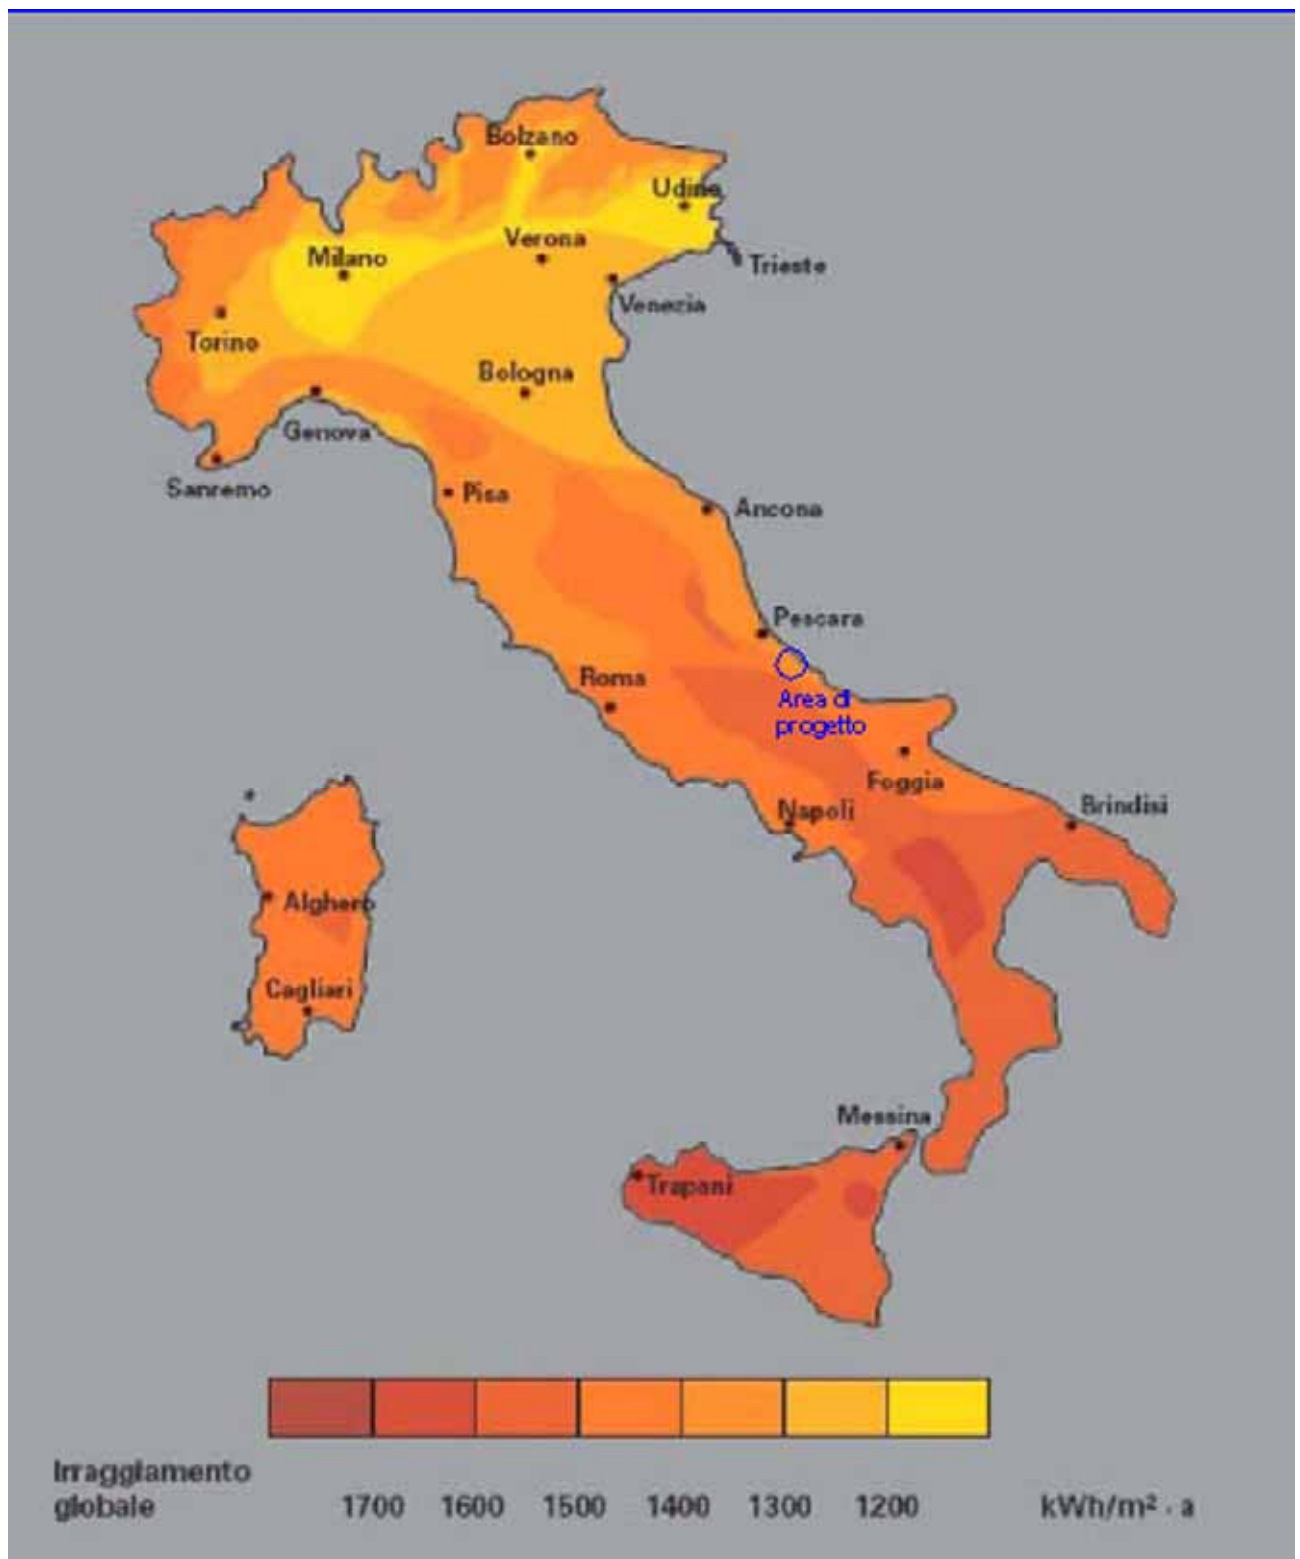 Bolzano
Udine
Verona
Milano
Trieste
Venezia
Torino
Bologna
Genova
Sanremo
Pisa
Ancona
Pescara
Roma
Area di
progetto
Foggia
Napoli
Brindisi
Alghero
Cagliari
Messina
Trapani
Irraggiamento
globale 1700 1600 1500 1400 1300 1200 kWh/m² · a